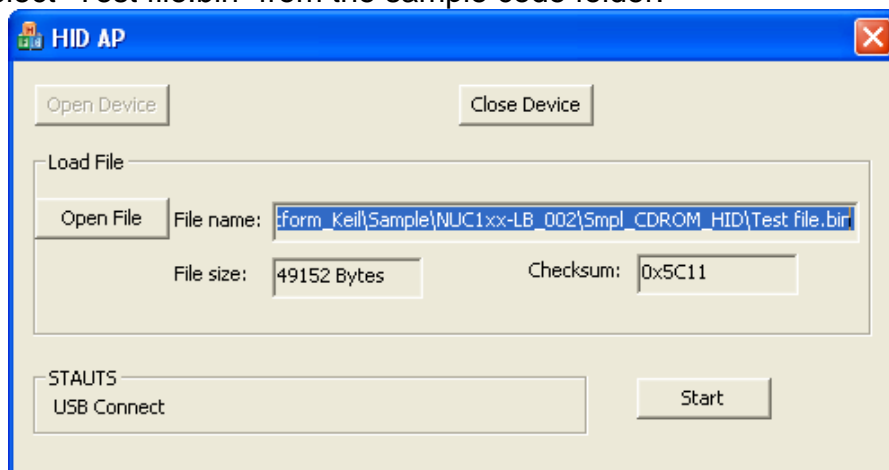 "Test file.bin" from the sample code folder.
HID AP
Open Device Close Device
Load File
Open File File name: form_Keil\Sample\NUC1xx-LB_002\Smpl_CDROM_HID\Test file.bin
File size: 49152 Bytes Checksum: 0x5C11
STAUTS
USB Connect Start